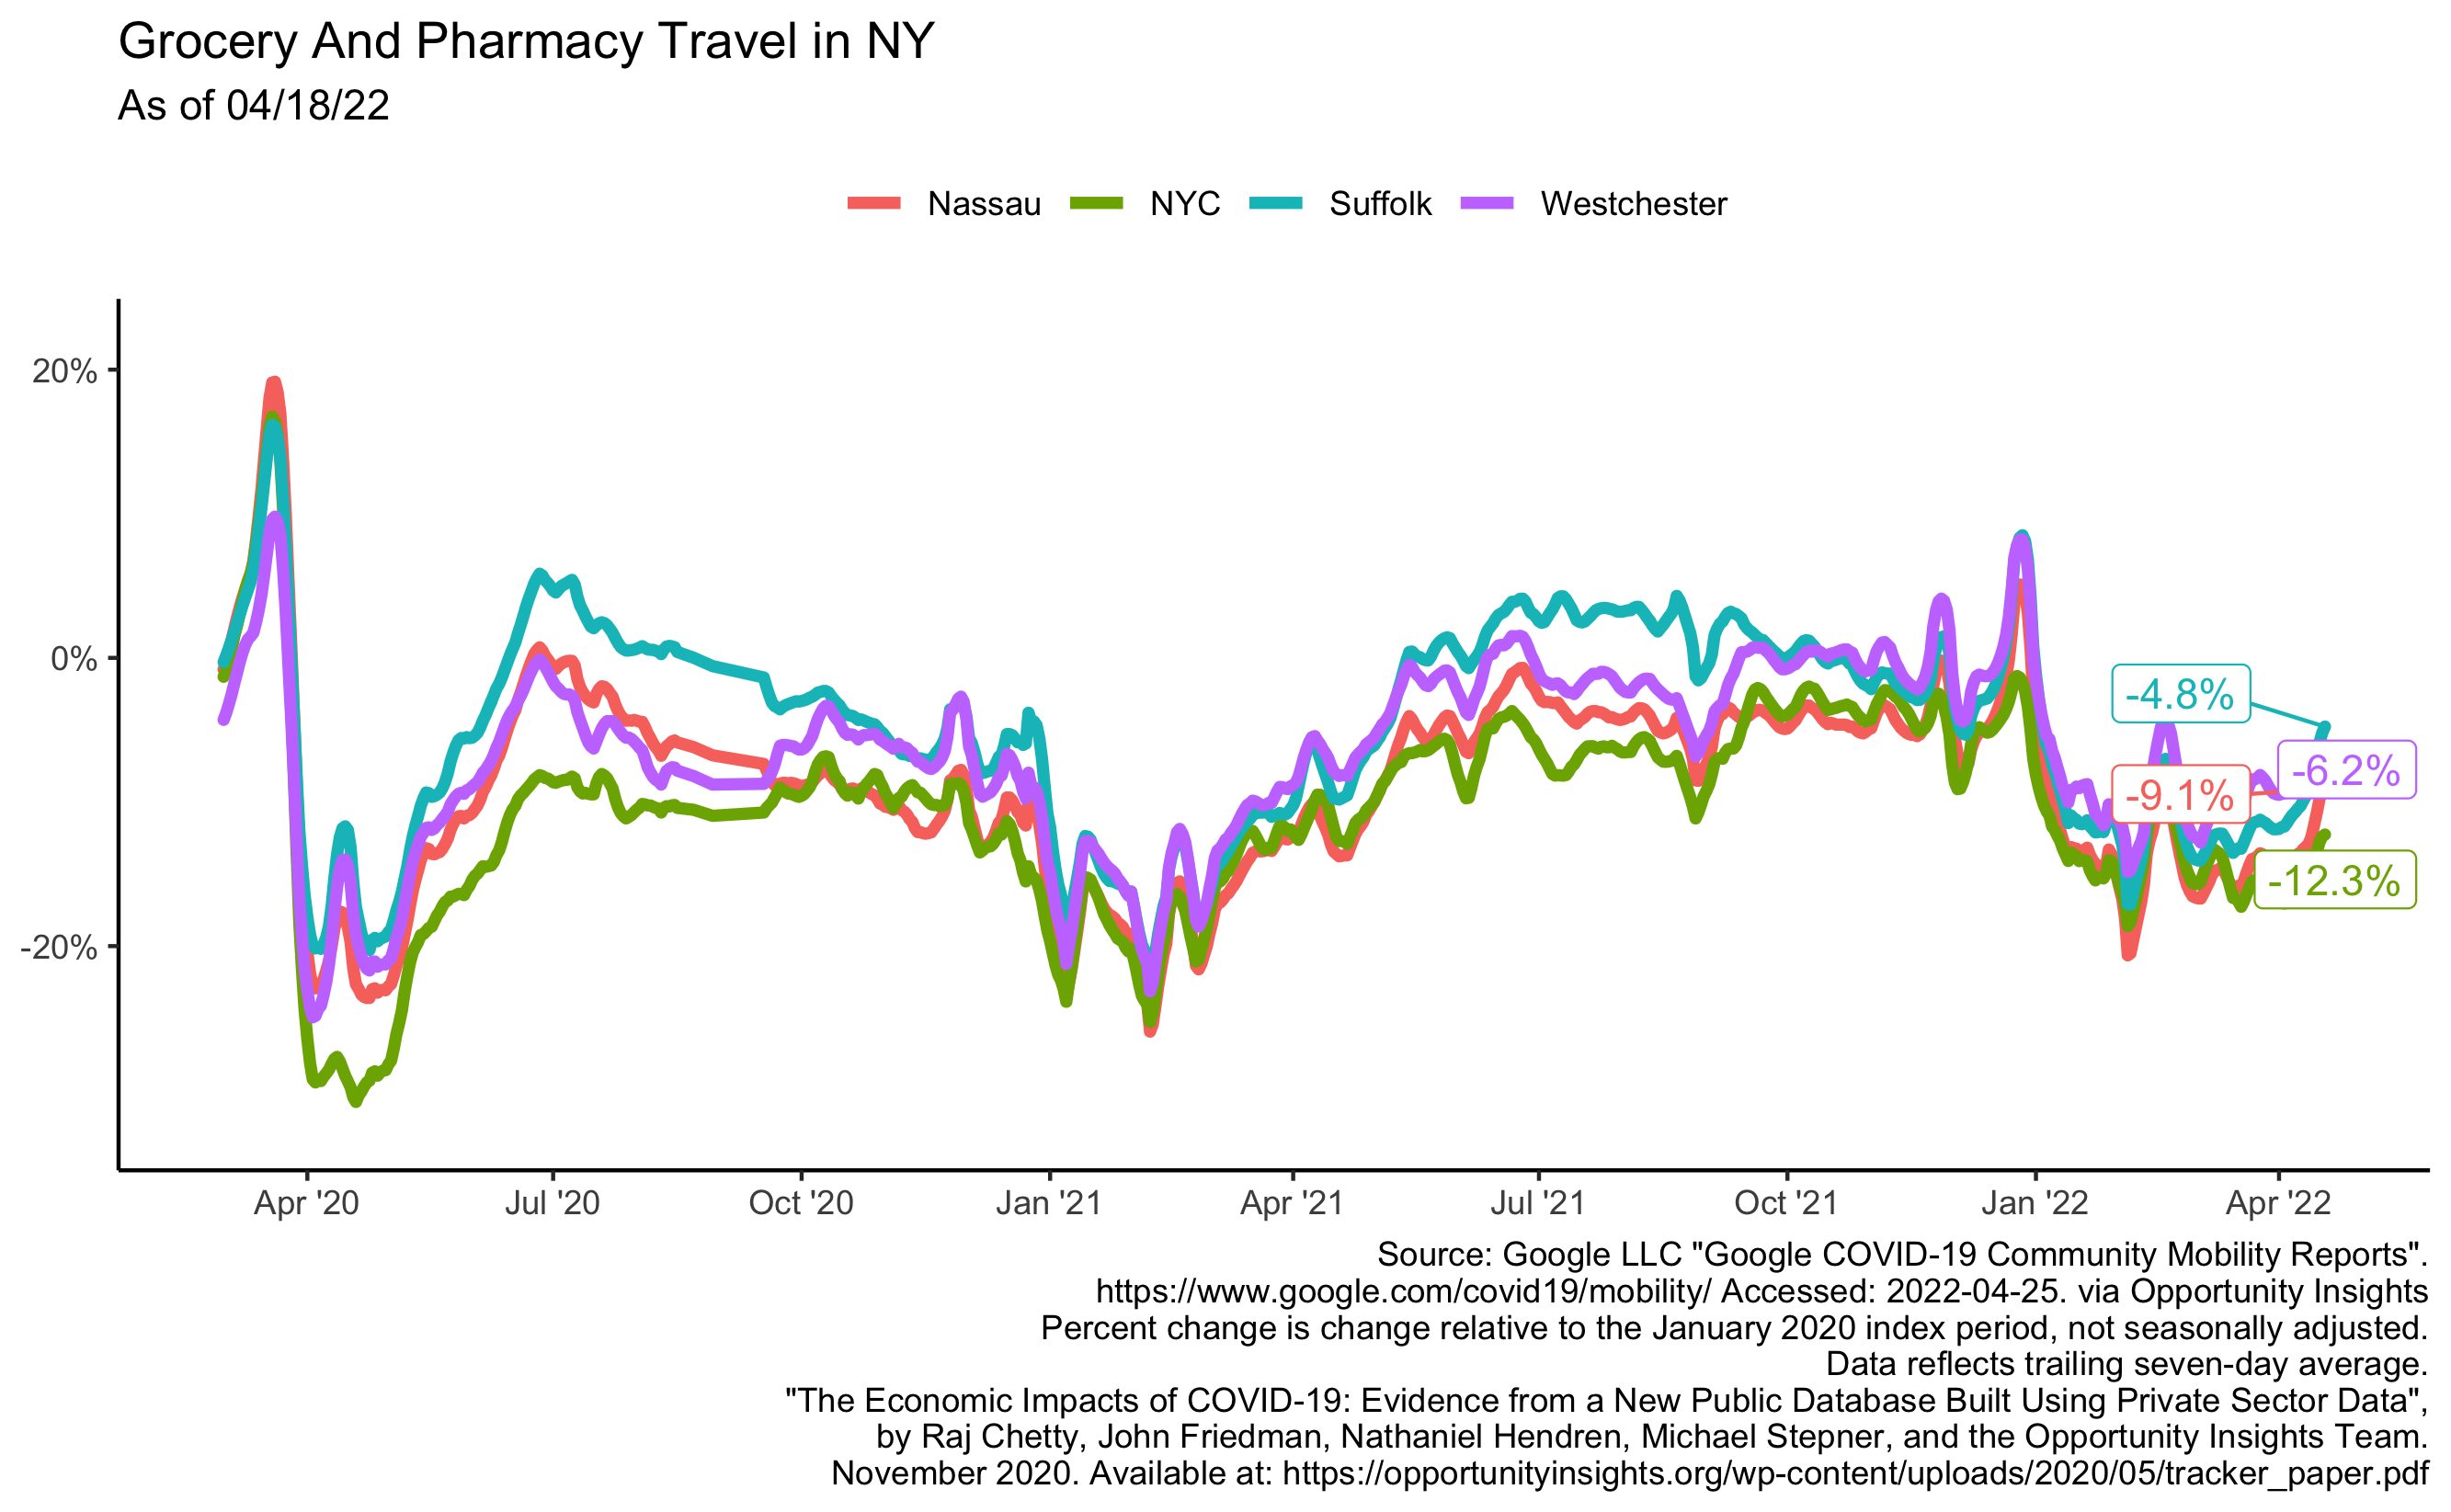 Grocery And Pharmacy Travel in NY
As of 04/18/22
Nassau NYC Suffolk Westchester
20%
0%
-20%
-4.8%
-6.2%
-9.1%
-12.3%
Apr '20 Jul '20 Oct '20 Jan '21 Apr '21 Jul '21 Oct '21 Jan '22 Apr '22
Source: Google LLC "Google COVID-19 Community Mobility Reports".
https://www.google.com/covid19/mobility/ Accessed: 2022-04-25. via Opportunity Insights
Percent change is change relative to the January 2020 index period, not seasonally adjusted.
Data reflects trailing seven-day average.
"The Economic Impacts of COVID-19: Evidence from a New Public Database Built Using Private Sector Data",
by Raj Chetty, John Friedman, Nathaniel Hendren, Michael Stepner, and the Opportunity Insights Team.
November 2020. Available at: https://opportunityinsights.org/wp-content/uploads/2020/05/tracker_paper.pdf